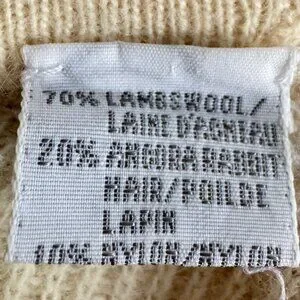 70% LAMBSWOOL/
LAINE D'AGNEAU
20% ANGORA RABBIT
HAIR/POIL DE
LAPIN
10% NYLON/NYLON